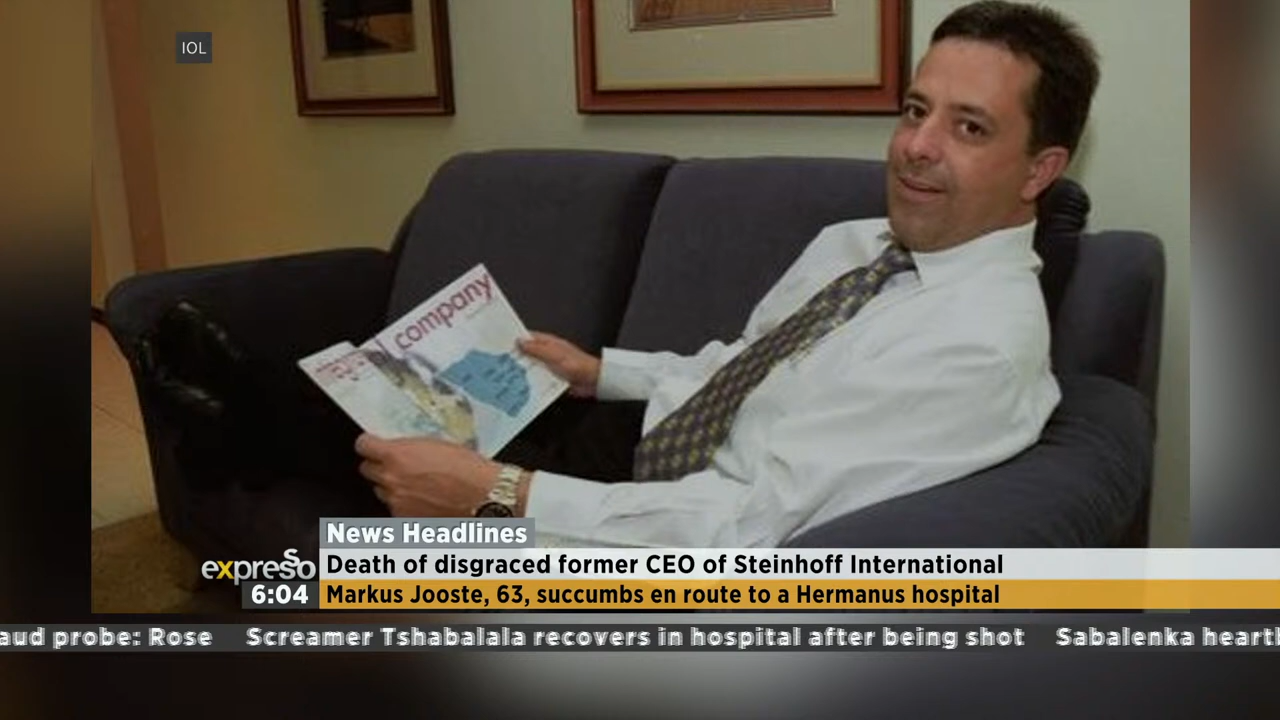 IOL
company
News Headlines
expresso
Death of disgraced former CEO of Steinhoff International
6:04
Markus Jooste, 63, succumbs en route to a Hermanus hospital
aud probe: Rose Screamer Tshabalala recovers in hospital after being shot Sabalenka heartb